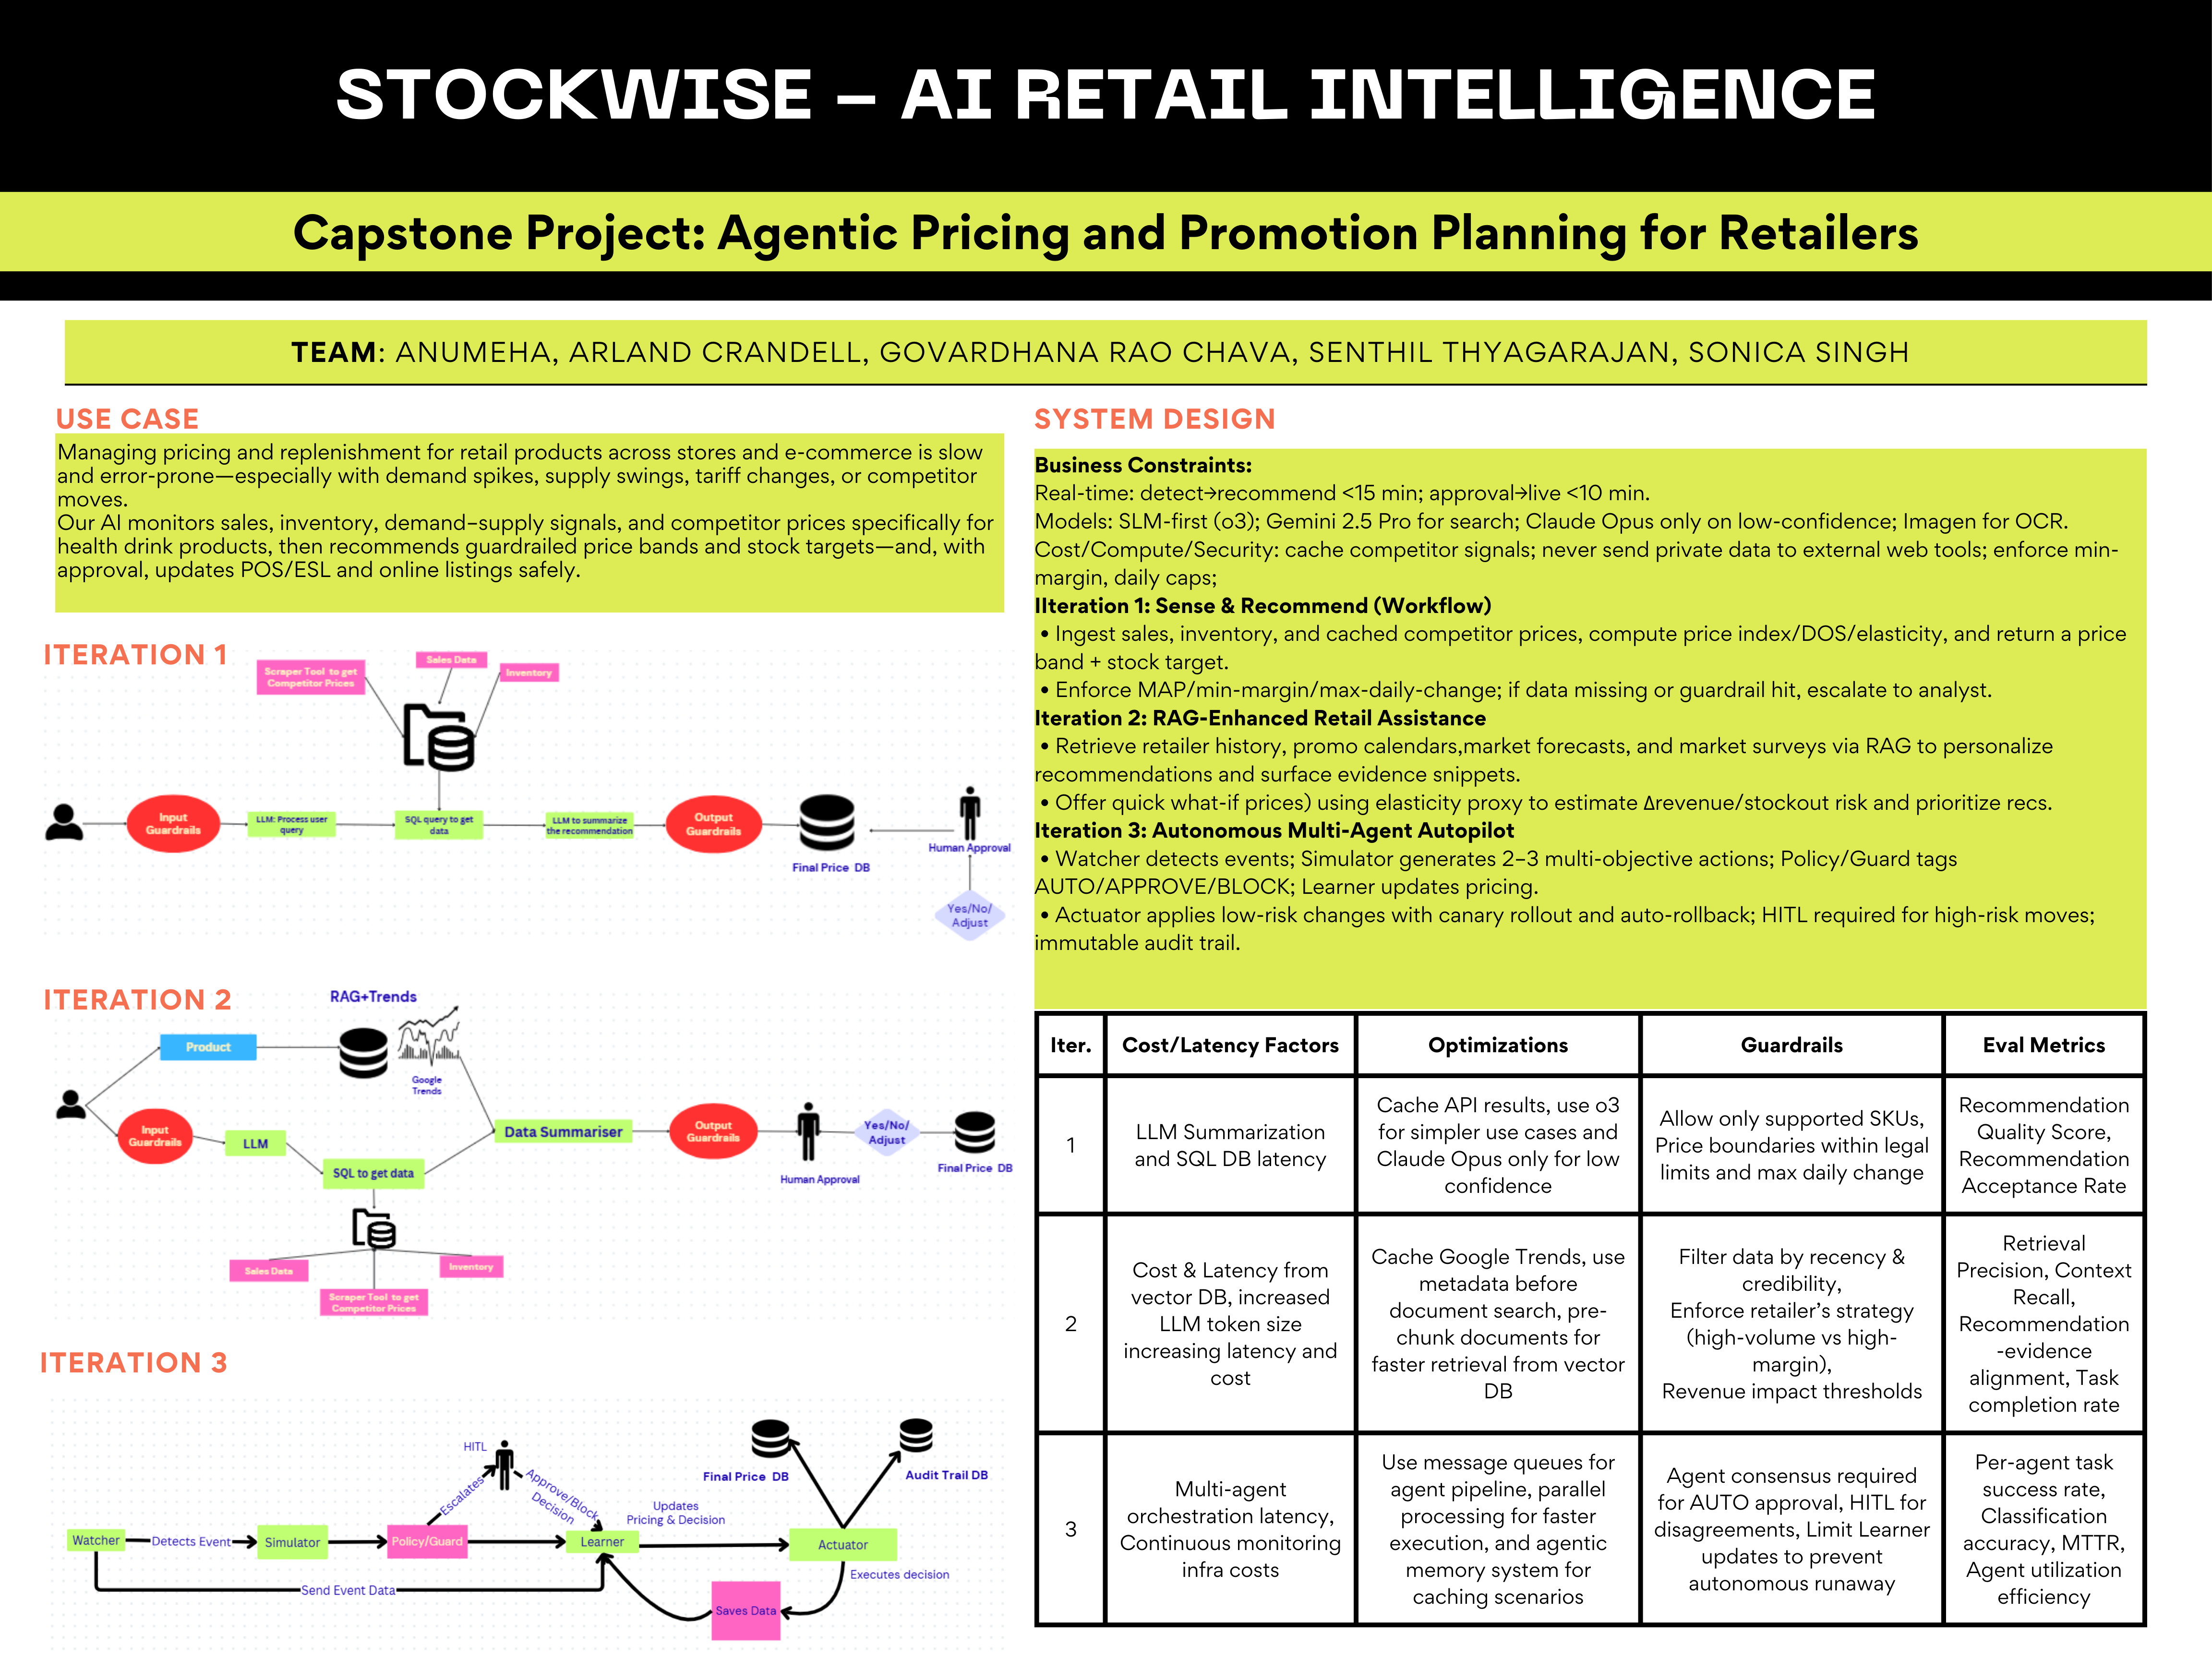 STOCKWISE – AI RETAIL INTELLIGENCE
Capstone Project: Agentic Pricing and Promotion Planning for Retailers
TEAM: ANUMEHA, ARLAND CRANDELL, GOVARDHANA RAO CHAVA, SENTHIL THYAGARAJAN, SONICA SINGH
USE CASE
Managing pricing and replenishment for retail products across stores and e-commerce is slow
and error-prone—especially with demand spikes, supply swings, tariff changes, or competitor
moves.
Our AI monitors sales, inventory, demand–supply signals, and competitor prices specifically for
health drink products, then recommends guardrailed price bands and stock targets—and, with
approval, updates POS/ESL and online listings safely.
ITERATION 1
Scraper Tool to get
Competitor Prices
Sales Data
Inventory
Input
Guardrails
LLM: Process user
query
SQL query to get
data
LLM to summarize
the recommendation
Output
Guardrails
Final Price DB
Human Approval
Yes/No/
Adjust
ITERATION 2
RAG+Trends
Product
Google
Trends
Input
Guardrails
LLM
SQL to get data
Data Summariser
Output
Guardrails
Human Approval
Yes/No/
Adjust
Final Price DB
Sales Data
Inventory
Scraper Tool to get
Competitor Prices
ITERATION 3
HITL
Escalates
Approve/Block
Decision
Final Price DB
Audit Trail DB
Updates
Pricing & Decision
Watcher
Detects Event
Simulator
Policy/Guard
Learner
Actuator
Executes decision
Send Event Data
Saves Data
SYSTEM DESIGN
Business Constraints:
Real-time: detect→recommend <15 min; approval→live <10 min.
Models: SLM-first (o3); Gemini 2.5 Pro for search; Claude Opus only on low-confidence; Imagen for OCR.
Cost/Compute/Security: cache competitor signals; never send private data to external web tools; enforce min-
margin, daily caps;
IIteration 1: Sense & Recommend (Workflow)
• Ingest sales, inventory, and cached competitor prices, compute price index/DOS/elasticity, and return a price
band + stock target.
• Enforce MAP/min-margin/max-daily-change; if data missing or guardrail hit, escalate to analyst.
Iteration 2: RAG-Enhanced Retail Assistance
• Retrieve retailer history, promo calendars,market forecasts, and market surveys via RAG to personalize
recommendations and surface evidence snippets.
• Offer quick what-if prices) using elasticity proxy to estimate Δrevenue/stockout risk and prioritize recs.
Iteration 3: Autonomous Multi-Agent Autopilot
• Watcher detects events; Simulator generates 2–3 multi-objective actions; Policy/Guard tags
AUTO/APPROVE/BLOCK; Learner updates pricing.
• Actuator applies low-risk changes with canary rollout and auto-rollback; HITL required for high-risk moves;
immutable audit trail.
Iter.
Cost/Latency Factors
Optimizations
Guardrails
Eval Metrics
1
LLM Summarization
and SQL DB latency
Cache API results, use o3
for simpler use cases and
Claude Opus only for low
confidence
Allow only supported SKUs,
Price boundaries within legal
limits and max daily change
Recommendation
Quality Score,
Recommendation
Acceptance Rate
2
Cost & Latency from
vector DB, increased
LLM token size
increasing latency and
cost
Cache Google Trends, use
metadata before
document search, pre-
chunk documents for
faster retrieval from vector
DB
Filter data by recency &
credibility,
Enforce retailer's strategy
(high-volume vs high-
margin),
Revenue impact thresholds
Retrieval
Precision, Context
Recall,
Recommendation
-evidence
alignment, Task
completion rate
3
Multi-agent
orchestration latency,
Continuous monitoring
infra costs
Use message queues for
agent pipeline, parallel
processing for faster
execution, and agentic
memory system for
caching scenarios
Agent consensus required
for AUTO approval, HITL for
disagreements, Limit Learner
updates to prevent
autonomous runaway
Per-agent task
success rate,
Classification
accuracy, MTTR,
Agent utilization
efficiency